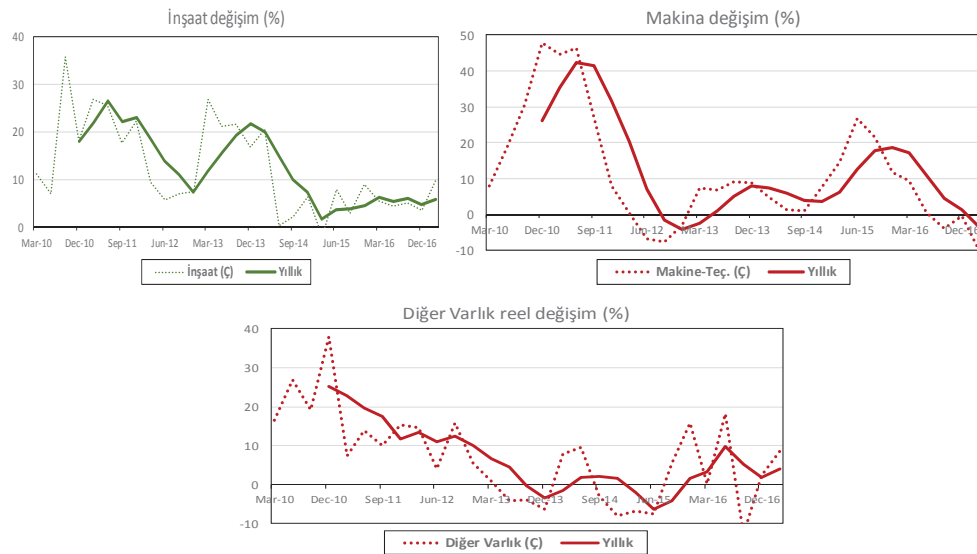 İnşaat değişim (%)
40
30
20
10
0
Mar-10 Dec-10 Sep-11 Jun-12 Mar-13 Dec-13 Sep-14 Jun-15 Mar-16 Dec-16
İnşaat (Ç) Yıllık
Makina değişim (%)
50
40
30
20
10
0
-10
Mar-10 Dec-10 Sep-11 Jun-12 Mar-13 Dec-13 Sep-14 Jun-15 Mar-16 Dec-16
Makine-Teç. (Ç) Yıllık
Diğer Varlık reel değişim (%)
40
30
20
10
0
-10
Mar-10 Dec-10 Sep-11 Jun-12 Mar-13 Dec-13 Sep-14 Jun-15 Mar-16 Dec-16
Diğer Varlık (Ç) Yıllık